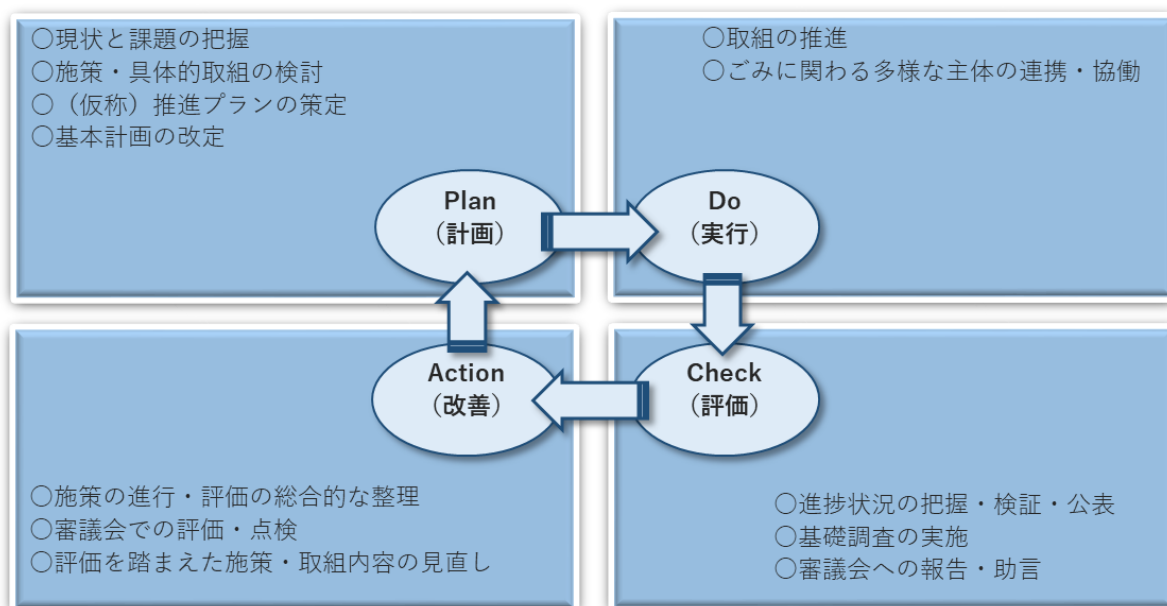 ○現状と課題の把握
○施策・具体的取組の検討
○（仮称）推進プランの策定
○基本計画の改定
○取組の推進
○ごみに関わる多様な主体の連携・協働
Plan
（計画）
Do
（実行）
Action
（改善）
Check
（評価）
○施策の進行・評価の総合的な整理
○審議会での評価・点検
○評価を踏まえた施策・取組内容の見直し
○進捗状況の把握・検証・公表
○基礎調査の実施
○審議会への報告・助言